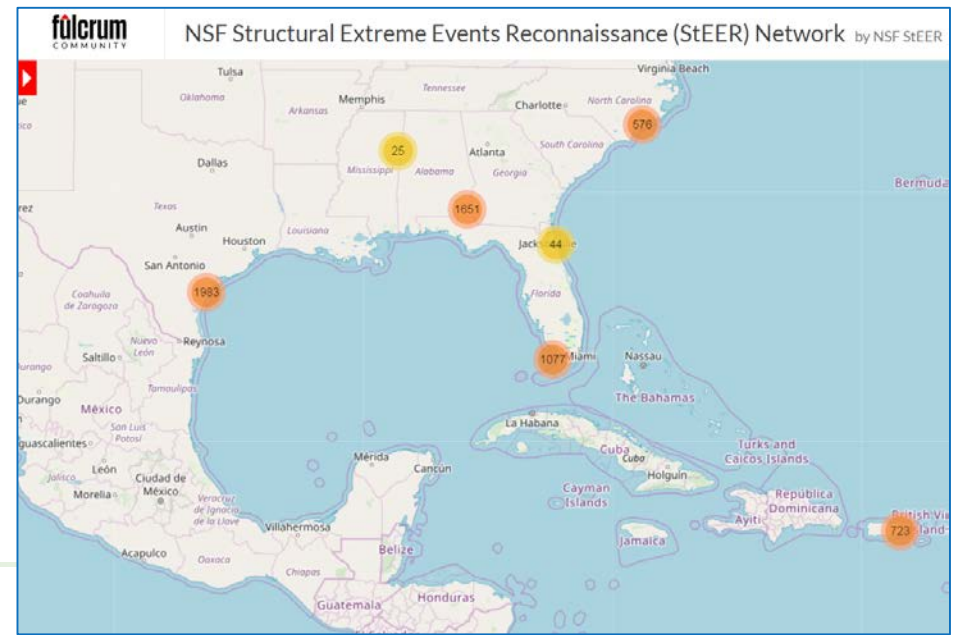 fulcrum
COMMUNITY
NSF Structural Extreme Events Reconnaissance (StEER) Network by NSF StEER
Virginia Beach
Tulsa
Oklahoma
Tennessee
Memphis
Arkansas
Charlotte
North Carolina
576
25
Atlanta
South Carolina
Dallas
Mississippi
Alabama
Georgia
Bermuda
Texas
1651
Austin
Louisiana
Houston
44
San Antonio
1983
Florida
Coahuila
de Zaragoza
Nuevo
León
Reynosa
Saltillo
1077
Miami
Nassau
Tamaulipas
The Bahamas
Durango
México
San Luis
Potosí
La Habana
Cuba
Cuba
Turks and
Caicos Islands
Mérida
Cancún
Holguín
Jalisco
León
Ciudad de
México
Morelia
Veracruz
de Ignacio
de la Llave
Cayman
Islands
República
Dominicana
Ayiti
723
Villahermosa
Jamaica
Belize
Acapulco
Oaxaca
Chiapas
Honduras
Guatemala